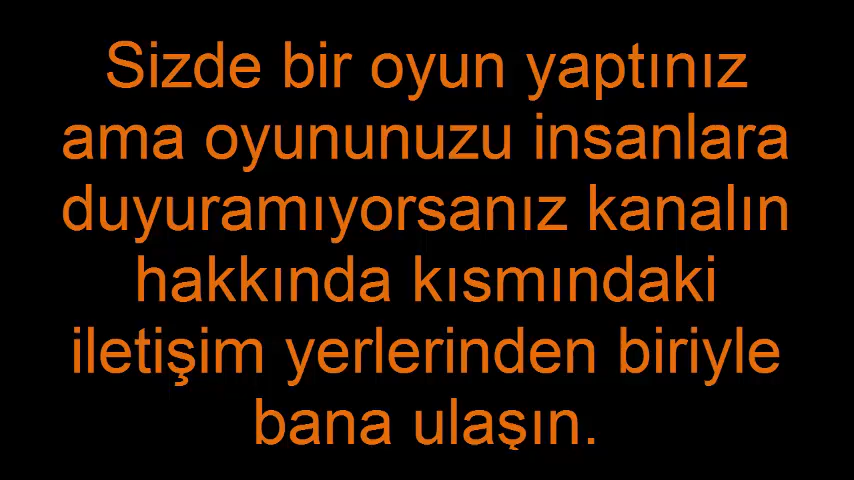 Sizde bir oyun yaptınız
ama oyununuzu insanlara
duyuramıyorsanız kanalın
hakkında kısmındaki
iletişim yerlerinden biriyle
bana ulaşın.